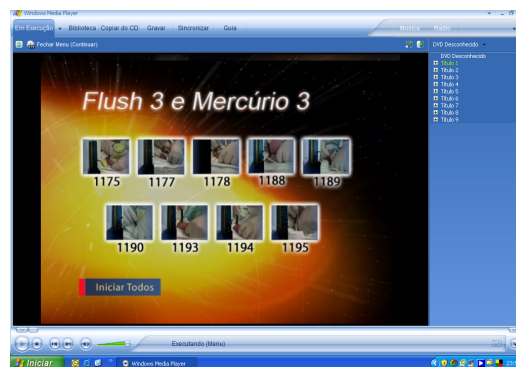 Windows Media Player
Em Execução Biblioteca Copiar do CD Gravar Sincronizar Guia Música Rádio
Fechar Menu (Continuar) DVD Desconhecido
DVD Desconhecido
Título 1
Título 2
Título 3
Título 4
Título 5
Título 6
Título 7
Título 8
Título 9
Flush 3 e Mercúrio 3
1175 1177 1178 1188 1189
1190 1193 1194 1195
Iniciar Todos
Executando (Menu)
Iniciar Windows Media Player